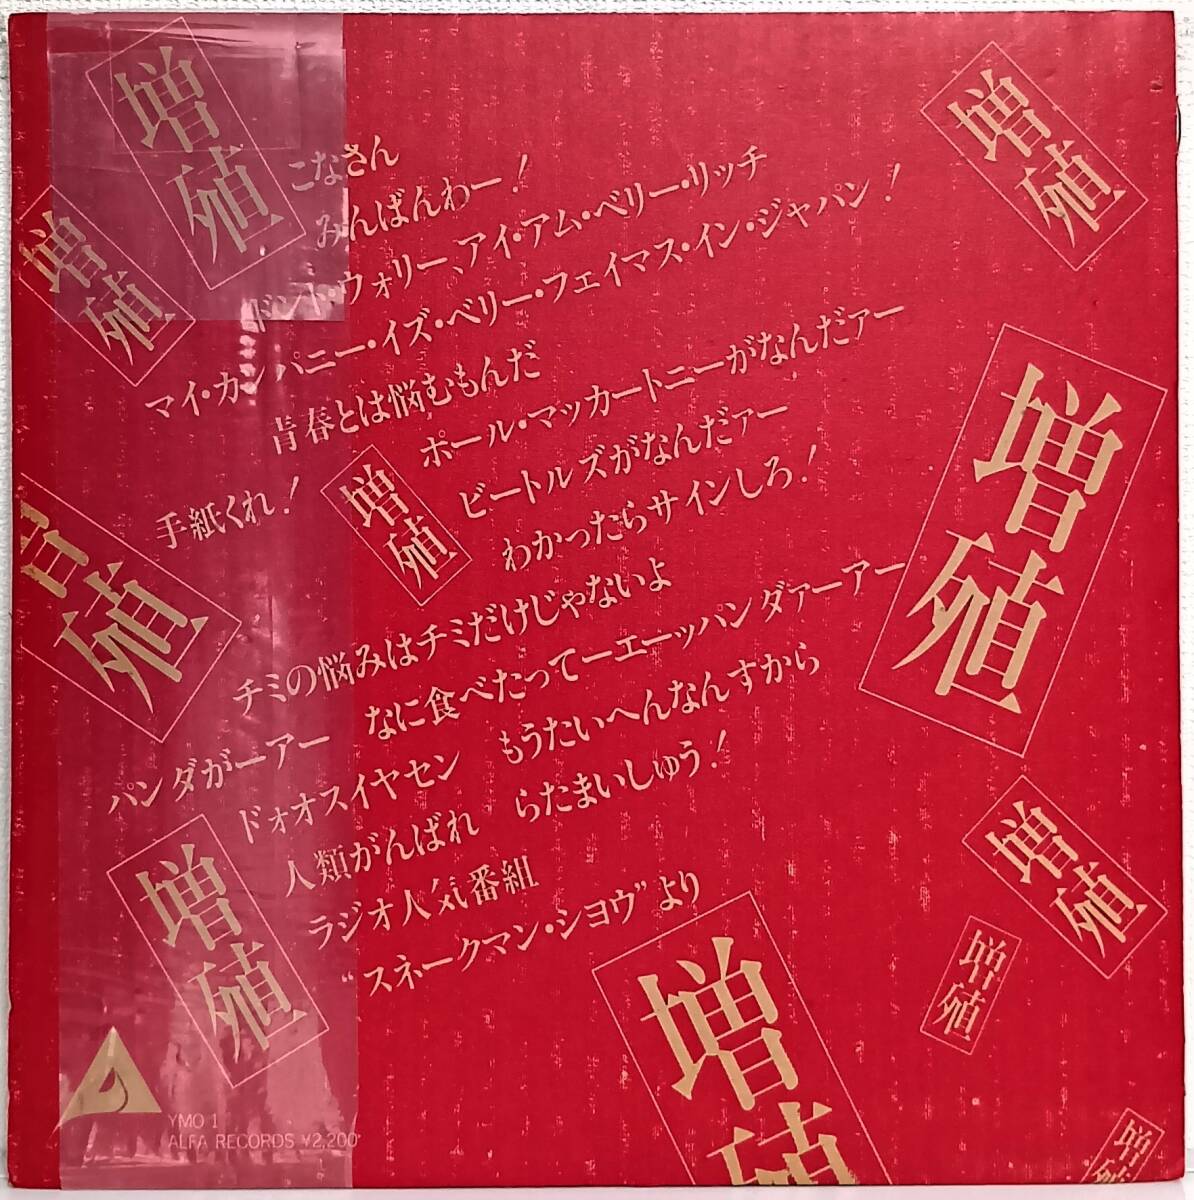 増殖
増殖
増殖
こなさん
みんばんわー!
ドント・ウォリー、アイ・アム・ベリー・リッチ
マイ・カンパニー・イズ・ベリー・フェイマス・イン・ジャパン!
青春とは悩むもんだ
ポール・マッカートニーがなんだァー
手紙くれ!
増殖
ビートルズがなんだァー
わかったらサインしろ!
増殖
増殖
チミの悩みはチミだけじゃないよ
なに食べたってーエーッパンダァーアー
パンダがーアー
もうたいへんなんすから
ドォオスイヤセン
らたまいしゅう!
人類がんばれ
ラジオ人気番組
"スネークマン・ショウ"より
増殖
増殖
増殖
増殖
増殖
YMO 1
ALFA RECORDS ¥2,200